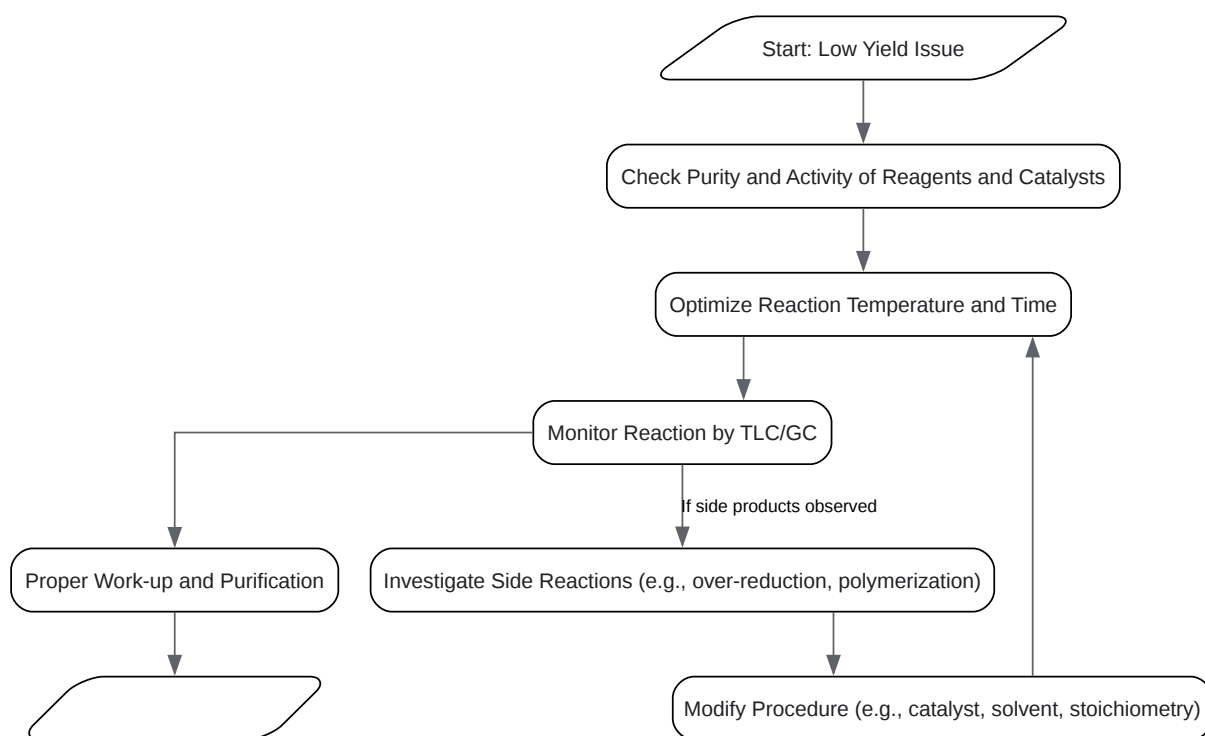 Start: Low Yield Issue
Check Purity and Activity of Reagents and Catalysts
Optimize Reaction Temperature and Time
Monitor Reaction by TLC/GC
If side products observed
Proper Work-up and Purification
Investigate Side Reactions (e.g., over-reduction, polymerization)
Modify Procedure (e.g., catalyst, solvent, stoichiometry)